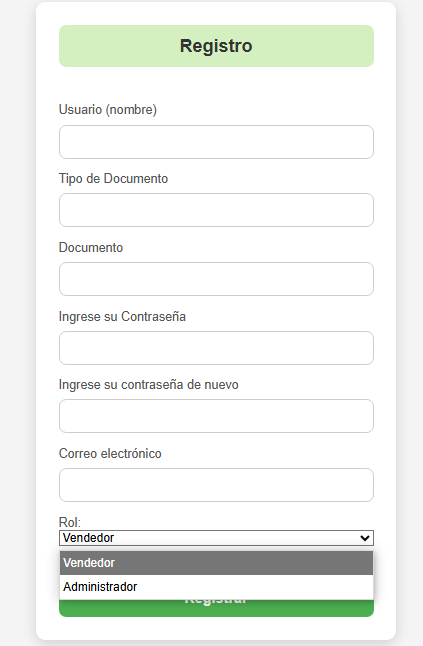 Registro
Usuario (nombre)
Tipo de Documento
Documento
Ingrese su Contraseña
Ingrese su contraseña de nuevo
Correo electrónico
Rol:
Vendedor
Vendedor
Administrador
Registrar